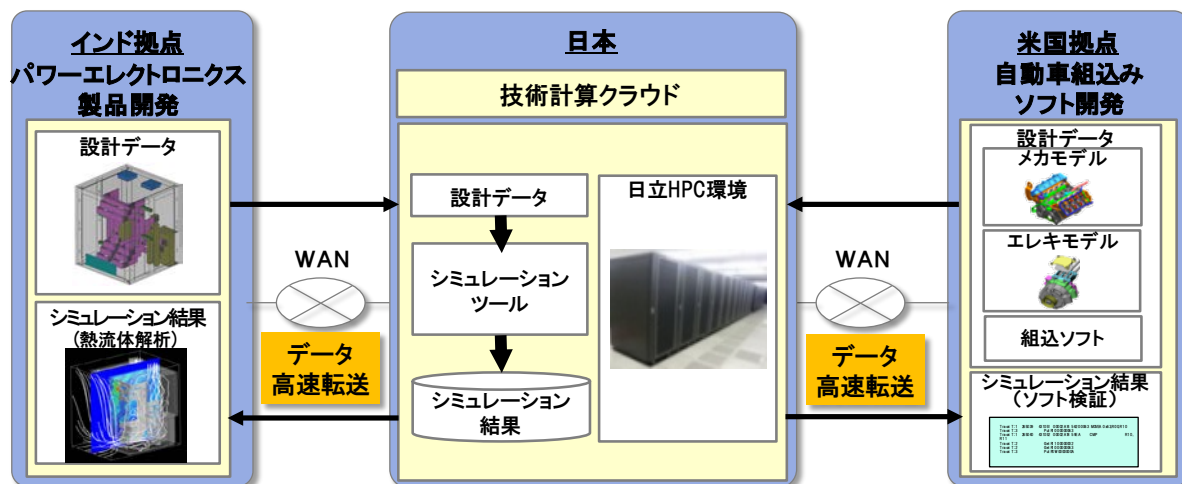 インド拠点
パワーエレクトロニクス
製品開発
設計データ
シミュレーション結果
(熱流体解析)
WAN
データ
高速転送
日本
技術計算クラウド
設計データ
シミュレーション
ツール
シミュレーション
結果
日立HPC環境
WAN
データ
高速転送
米国拠点
自動車組込み
ソフト開発
設計データ
メカモデル
エレキモデル
組込ソフト
シミュレーション結果
(ソフト検証)